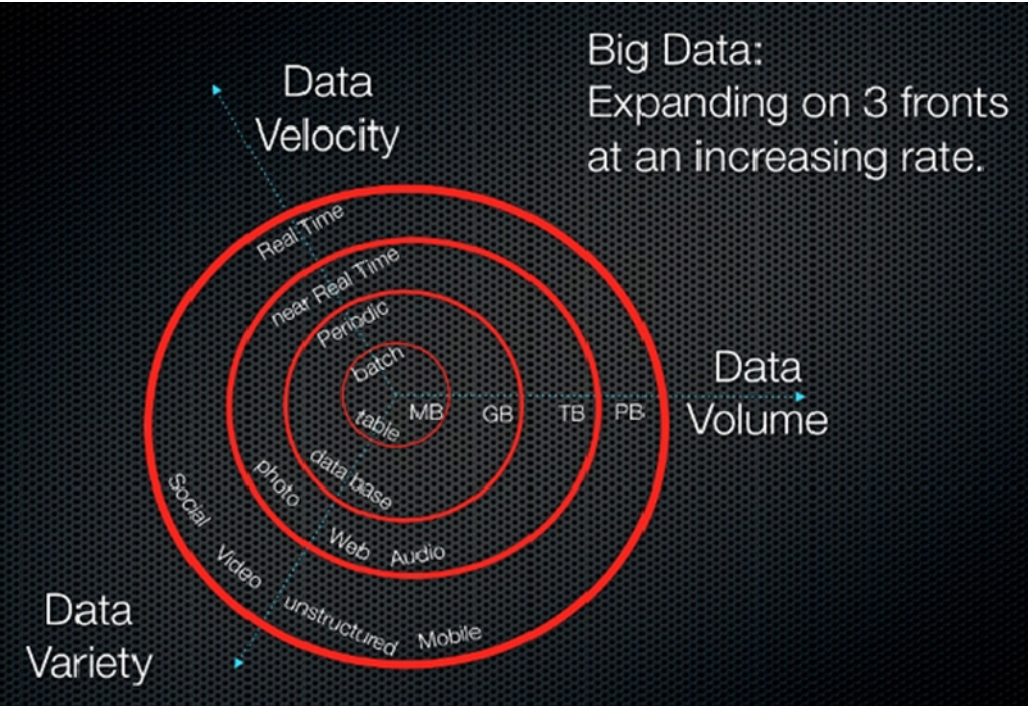 Big Data:
Expanding on 3 fronts
at an increasing rate.
Data
Velocity
Real Time
near Real Time
Periodic
batch
table
MB
GB
TB
PB
Data
Volume
data base
photo
Web
Audio
Social
Video
unstructured
Mobile
Data
Variety